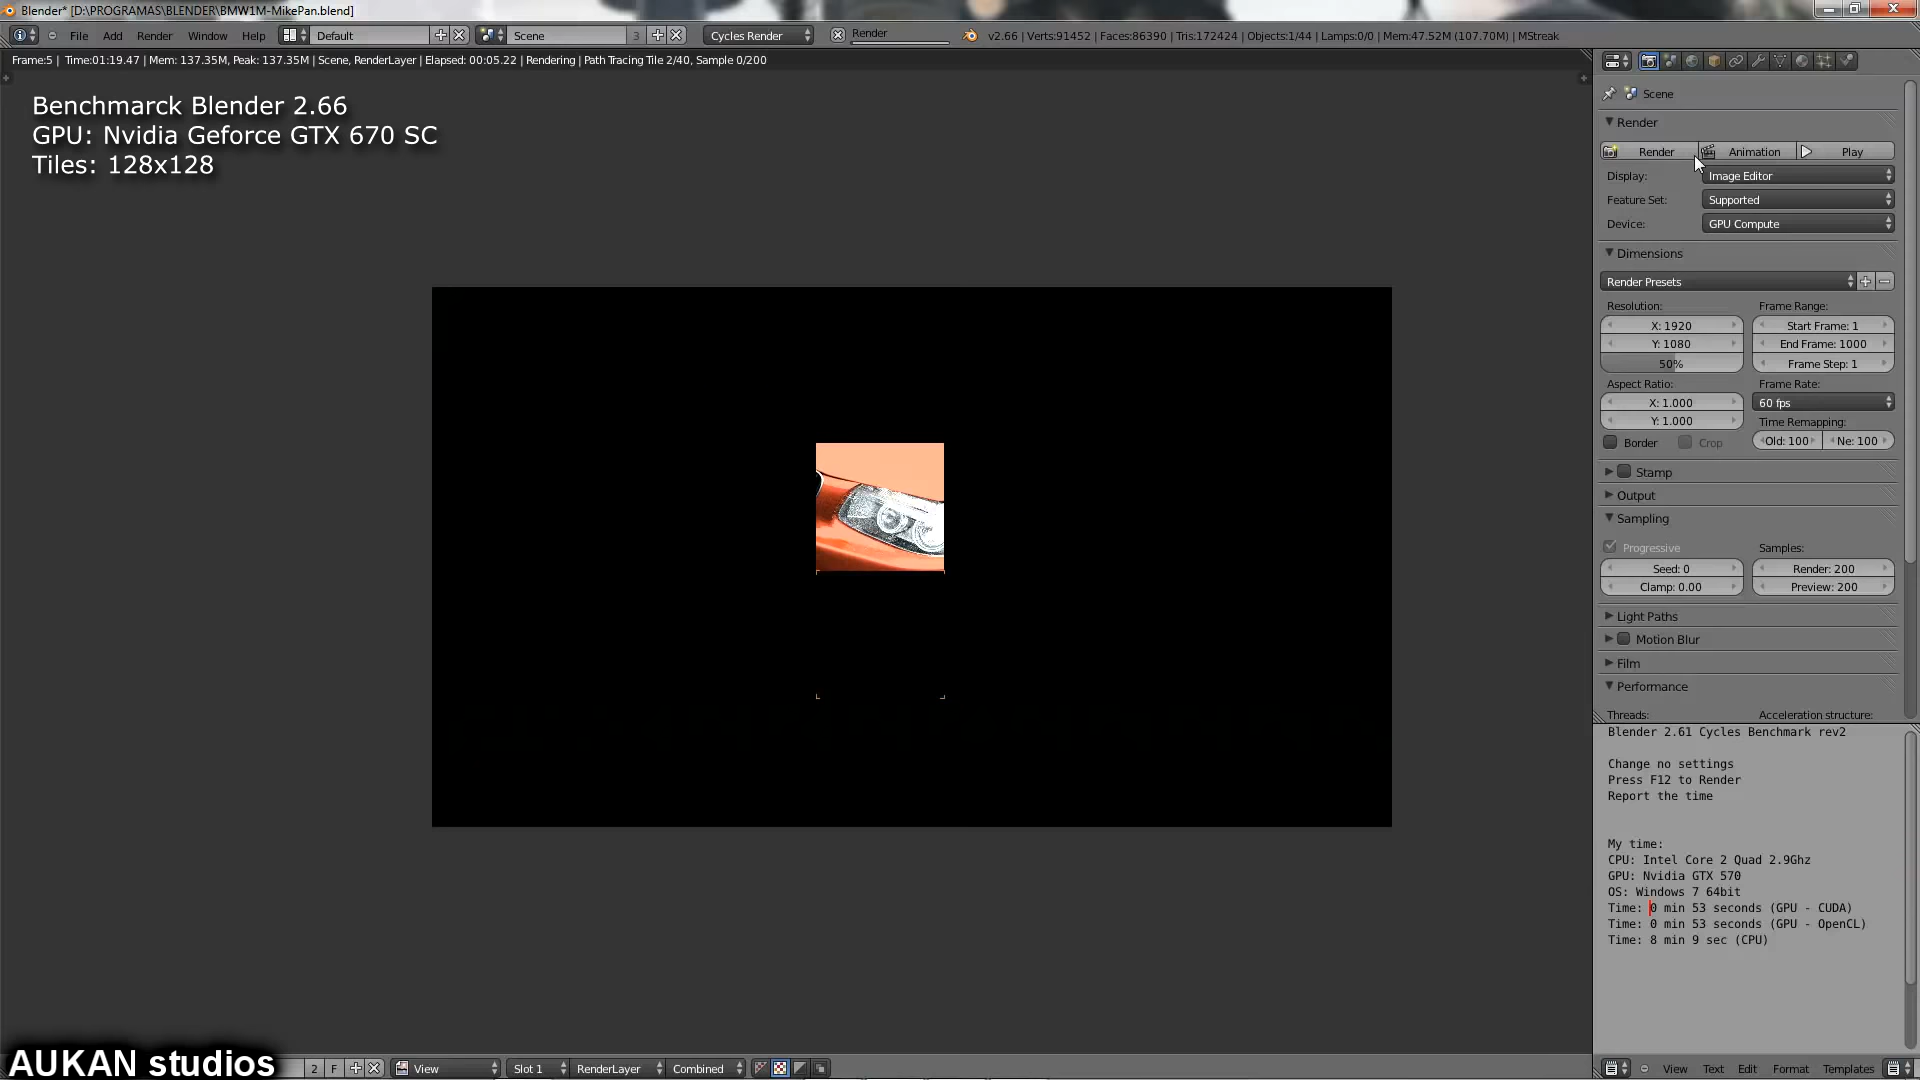 Blender* [D:\PROGRAMAS\BLENDER\BMW1M-MikePan.blend]
File Add Render Window Help Default Scene 3 Cycles Render Render v2.66 | Verts:91452 | Faces:86390 | Tris:172424 | Objects:1/44 | Lamps:0/0 | Mem:47.52M (107.70M) | MStreak
Frame:5 | Time:01:19.47 | Mem: 137.35M, Peak: 137.35M | Scene, RenderLayer | Elapsed: 00:05.22 | Rendering | Path Tracing Tile 2/40, Sample 0/200
Benchmarck Blender 2.66
GPU: Nvidia Geforce GTX 670 SC
Tiles: 128x128
Scene
Render
Render Animation Play
Display: Image Editor
Feature Set: Supported
Device: GPU Compute
Dimensions
Render Presets
Resolution: Frame Range:
X: 1920 Start Frame: 1
Y: 1080 End Frame: 1000
50% Frame Step: 1
Aspect Ratio: Frame Rate:
X: 1.000 60 fps
Y: 1.000 Time Remapping:
Border Crop Old: 100 Ne: 100
Stamp
Output
Sampling
Progressive Samples:
Seed: 0 Render: 200
Clamp: 0.00 Preview: 200
Light Paths
Motion Blur
Film
Performance
Threads: Acceleration structure:
Blender 2.61 Cycles Benchmark rev2
Change no settings
Press F12 to Render
Report the time
My time:
CPU: Intel Core 2 Quad 2.9Ghz
GPU: Nvidia GTX 570
OS: Windows 7 64bit
Time: 0 min 53 seconds (GPU - CUDA)
Time: 0 min 53 seconds (GPU - OpenCL)
Time: 8 min 9 sec (CPU)
AUKAN studios
2 F View Slot 1 RenderLayer Combined
View Text Edit Format Templates